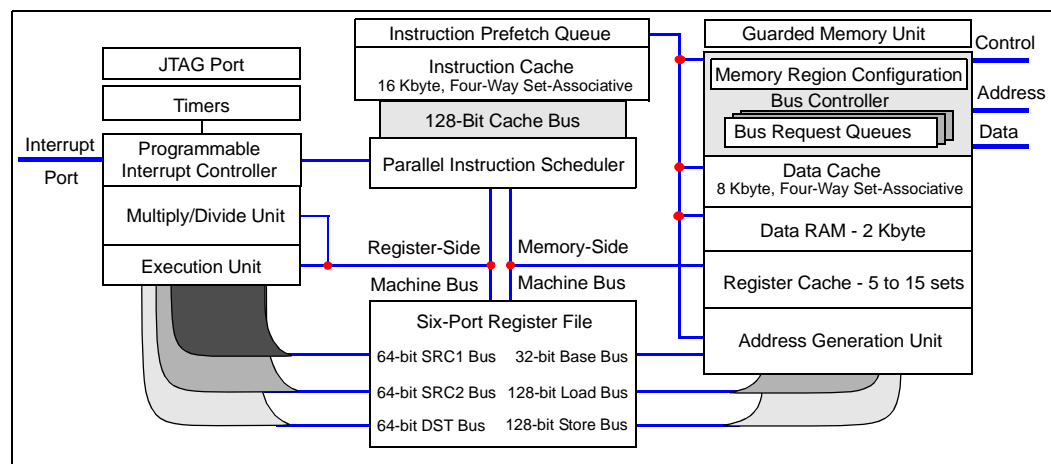 JTAG Port
Timers
Interrupt
Port
Programmable
Interrupt Controller
Multiply/Divide Unit
Execution Unit
Instruction Prefetch Queue
Instruction Cache
16 Kbyte, Four-Way Set-Associative
128-Bit Cache Bus
Parallel Instruction Scheduler
Register-Side
Machine Bus
Memory-Side
Machine Bus
Six-Port Register File
64-bit SRC1 Bus
32-bit Base Bus
64-bit SRC2 Bus
128-bit Load Bus
64-bit DST Bus
128-bit Store Bus
Guarded Memory Unit
Memory Region Configuration
Bus Controller
Bus Request Queues
Control
Address
Data
Data Cache
8 Kbyte, Four-Way Set-Associative
Data RAM - 2 Kbyte
Register Cache - 5 to 15 sets
Address Generation Unit